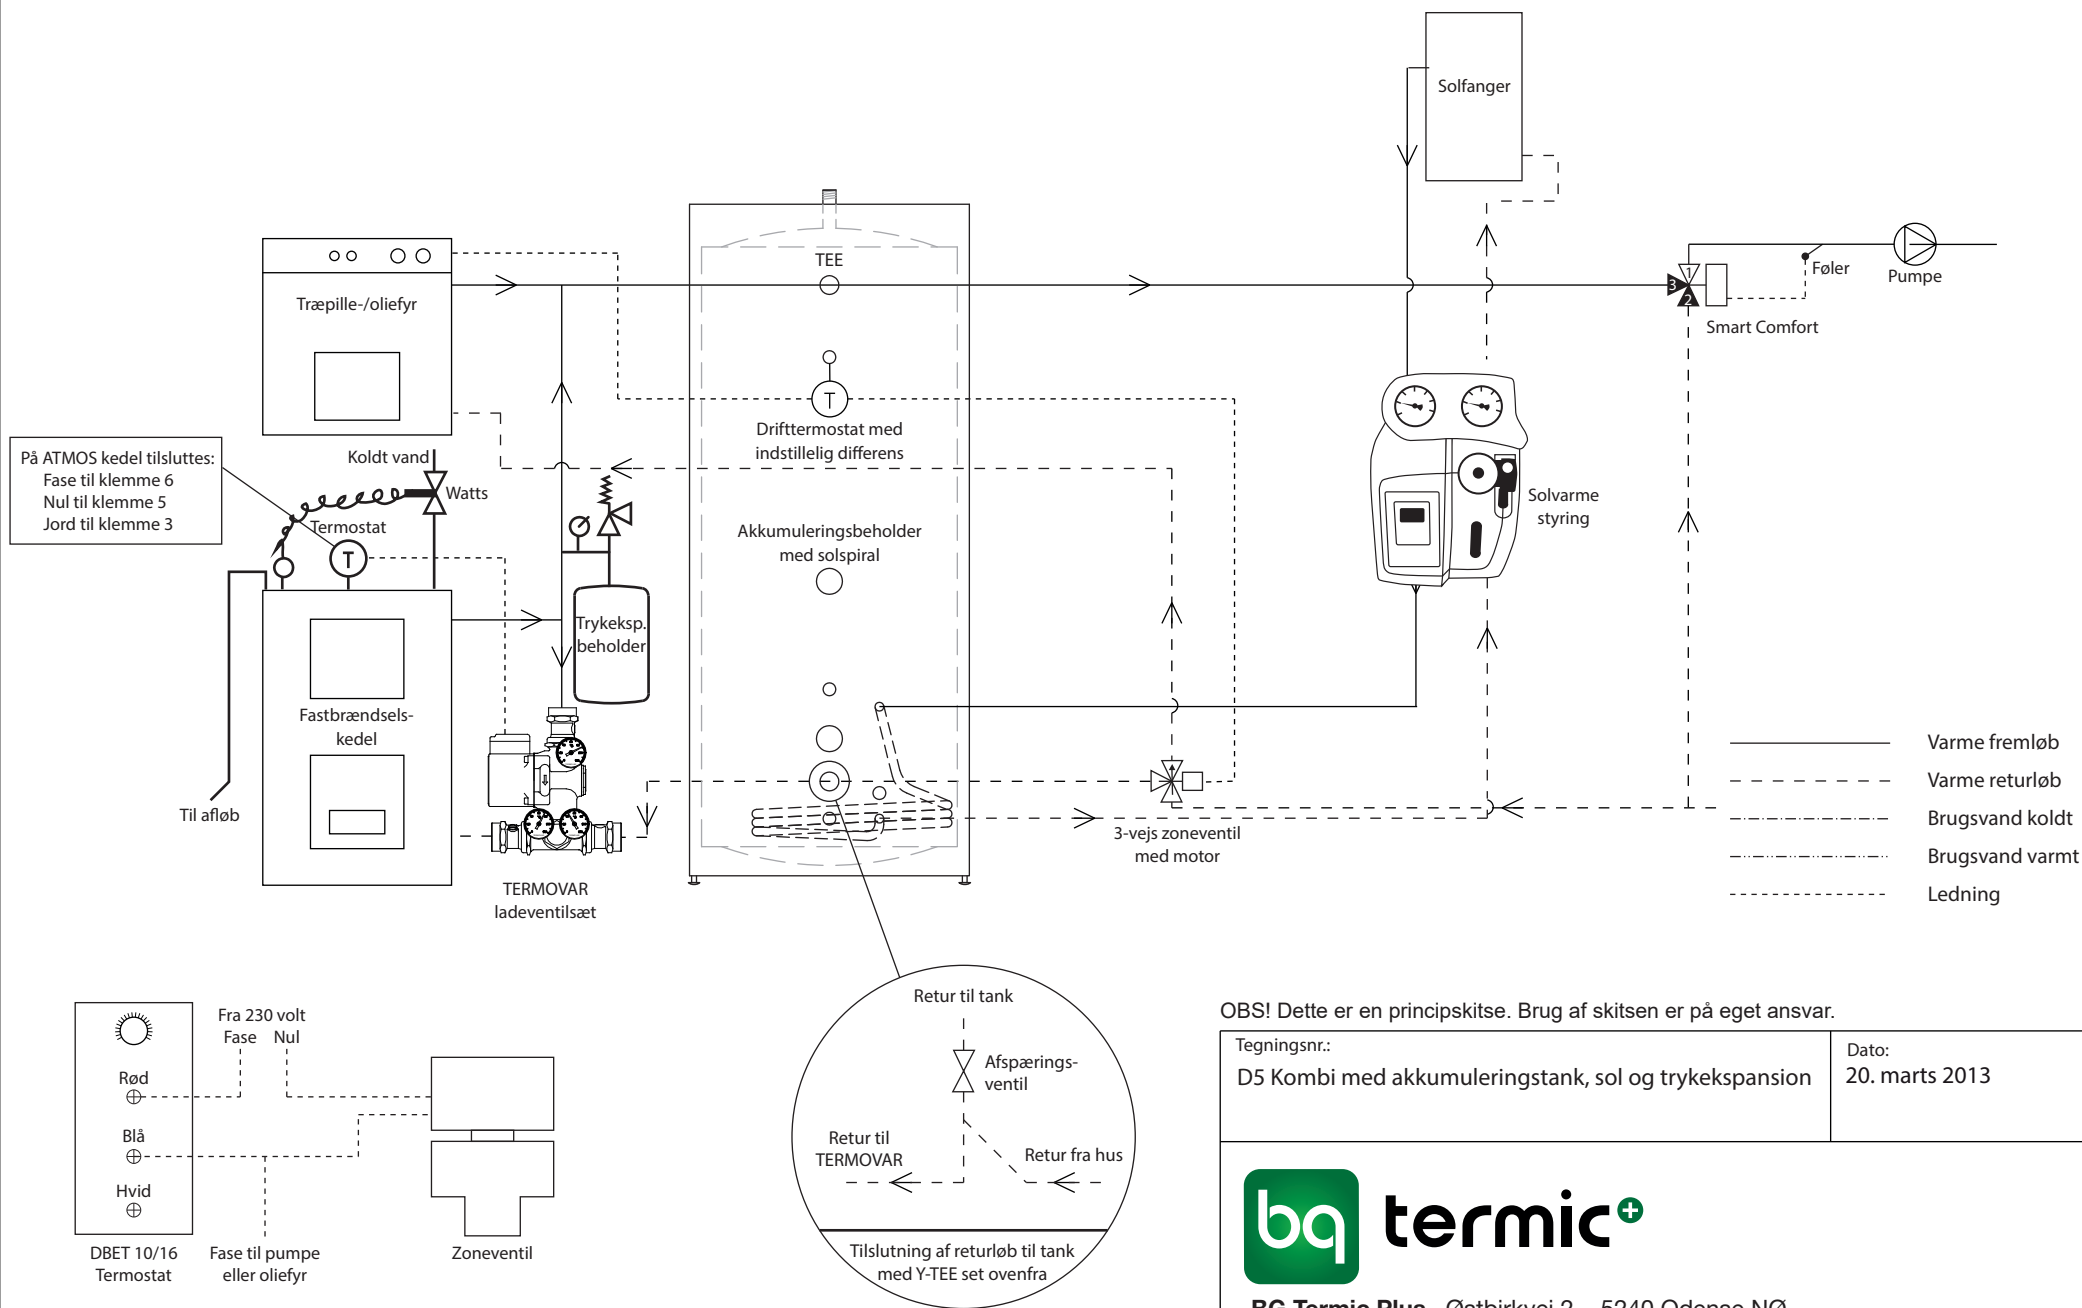 Solfanger
TEE
Træpille-/oliefyr
Føler
Pumpe
1
3
2
Smart Comfort
T
Drifttermostat med
indstillelig differens
På ATMOS kedel tilsluttes:
Fase til klemme 6
Nul til klemme 5
Jord til klemme 3
Koldt vand
Watts
Termostat
T
Solvarme
styring
Akkumuleringsbeholder
med solspiral
Trykeksp.
beholder
Fastbrændsels-
kedel
Til afløb
TERMOVAR
ladeventilsæt
3-vejs zoneventil
med motor
Varme fremløb
Varme returløb
Brugsvand koldt
Brugsvand varmt
Ledning
Fra 230 volt
Fase Nul
Rød
Blå
Hvid
DBET 10/16
Termostat
Fase til pumpe
eller oliefyr
Zoneventil
Retur til tank
Afspærings-
ventil
Retur til
TERMOVAR
Retur fra hus
Tilslutning af returløb til tank
med Y-TEE set ovenfra
OBS! Dette er en principskitse. Brug af skitsen er på eget ansvar.
Tegningsnr.:
D5 Kombi med akkumuleringstank, sol og trykekspansion
Dato:
20. marts 2013
bq termic+